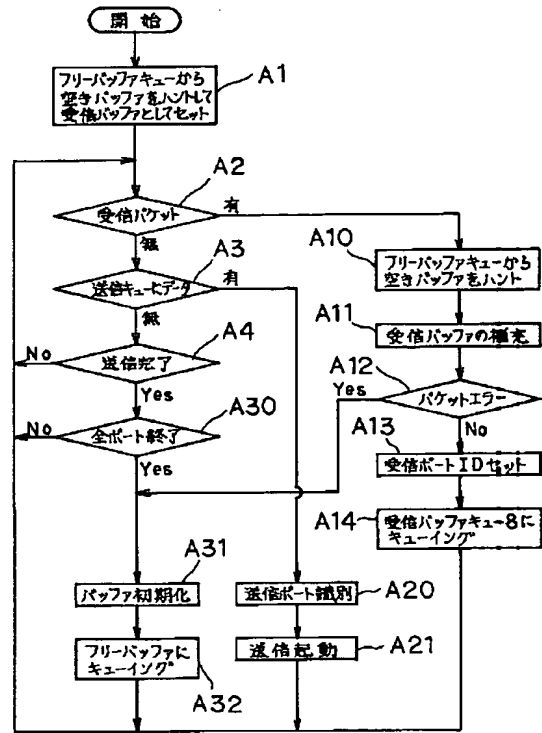 開始
フリーバッファキューから
空きバッファをハントして
受信バッファとしてセット
A1
A2
受信パケット
有
無
A3
送信キューにデータ
有
無
A4
送信完了
No
Yes
A30
全ポート終了
No
Yes
A31
バッファ初期化
フリーバッファに
キューイング
A32
送信ポート識別
A20
送信起動
A21
A10
フリーバッファキューから
空きバッファをハント
A11
受信バッファの補充
A12
パケットエラー
Yes
No
A13
受信ポートIDセット
A14
受信バッファキュー8に
キューイング